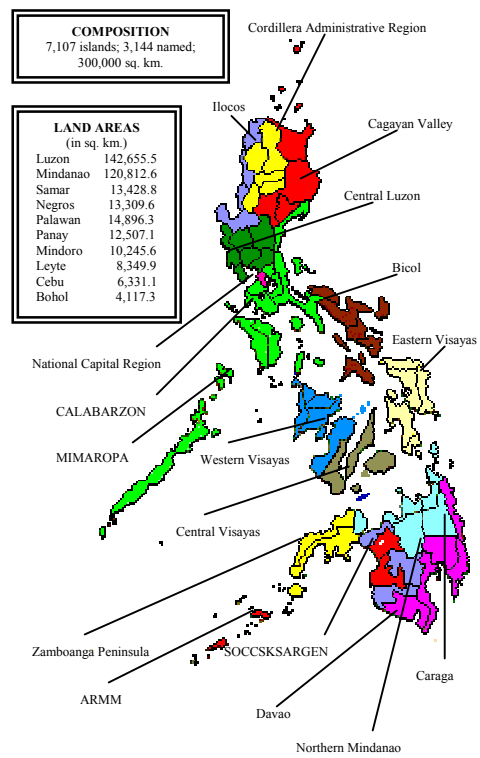 COMPOSITION
7,107 islands; 3,144 named;
300,000 sq. km.
Cordillera Administrative Region
LAND AREAS
(in sq. km.)
Luzon 142,655.5
Mindanao 120,812.6
Samar 13,428.8
Negros 13,309.6
Palawan 14,896.3
Panay 12,507.1
Mindoro 10,245.6
Leyte 8,349.9
Cebu 6,331.1
Bohol 4,117.3
Ilocos
Cagayan Valley
Central Luzon
Bicol
National Capital Region
Eastern Visayas
CALABARZON
MIMAROPA
Western Visayas
Central Visayas
Zamboanga Peninsula
SOCCSKSARGEN
Caraga
ARMM
Davao
Northern Mindanao